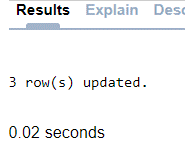 Results Explain Desc
3 row(s) updated.
0.02 seconds